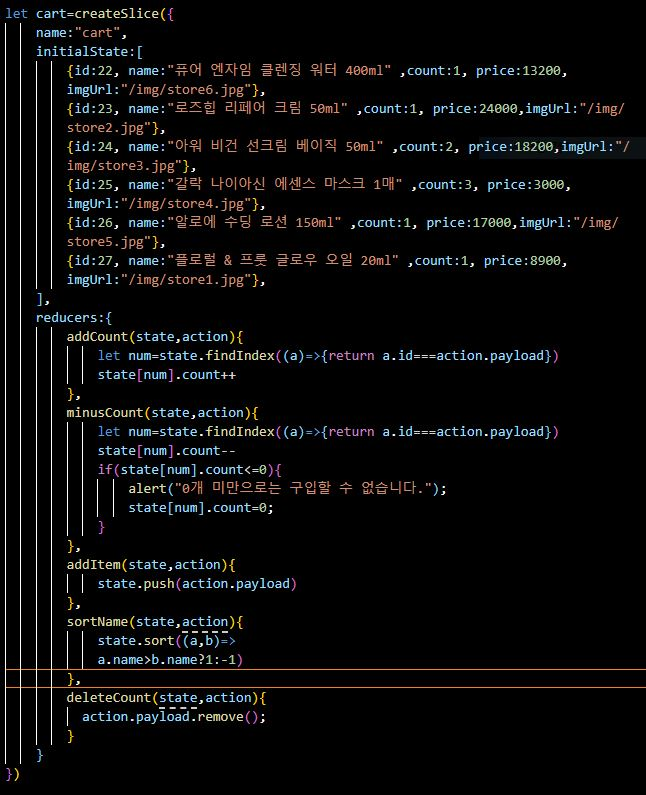 let cart=createSlice({
name:"cart",
initialState:[
{id:22, name:"퓨어 엔자임 클렌징 워터 400ml" ,count:1, price:13200,
imgUrl:"/img/store6.jpg"},
{id:23, name:"로즈힙 리페어 크림 50ml" ,count:1, price:24000,imgUrl:"/img/
store2.jpg"},
{id:24, name:"아워 비건 선크림 베이직 50ml" ,count:2, price:18200,imgUrl:"/
img/store3.jpg"},
{id:25, name:"갈락 나이아신 에센스 마스크 1매" ,count:3, price:3000,
imgUrl:"/img/store4.jpg"},
{id:26, name:"알로에 수딩 로션 150ml" ,count:1, price:17000,imgUrl:"/img/
store5.jpg"},
{id:27, name:"플로럴 & 프룻 글로우 오일 20ml" ,count:1, price:8900,
imgUrl:"/img/store1.jpg"},
],
reducers:{
addCount(state,action){
let num=state.findIndex((a)=>{return a.id===action.payload})
state[num].count++
},
minusCount(state,action){
let num=state.findIndex((a)=>{return a.id===action.payload})
state[num].count--
if(state[num].count<=0){
alert("0개 미만으로는 구입할 수 없습니다.");
state[num].count=0;
}
},
addItem(state,action){
state.push(action.payload)
},
sortName(state,action){
state.sort((a,b)=>
a.name>b.name?1:-1)
},
deleteCount(state,action){
action.payload.remove();
}
}
})